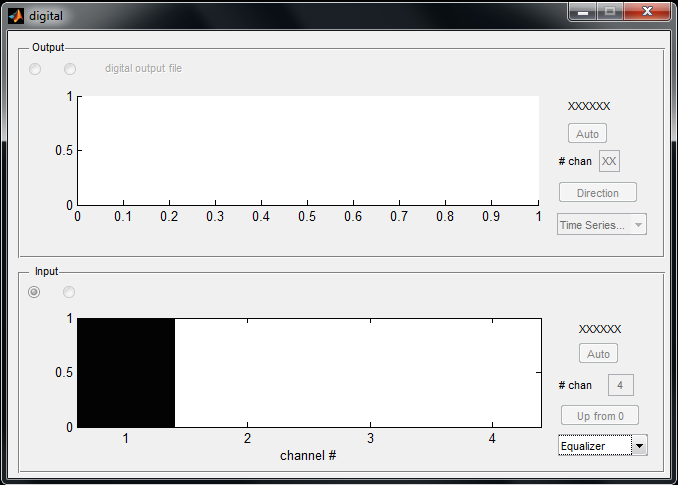 digital
Output
digital output file
1
0.5
0
0 0.1 0.2 0.3 0.4 0.5 0.6 0.7 0.8 0.9 1
XXXXXX
Auto
# chan XX
Direction
Time Series...
Input
1
0.5
0
1 2 3 4
channel #
XXXXXX
Auto
# chan 4
Up from 0
Equalizer